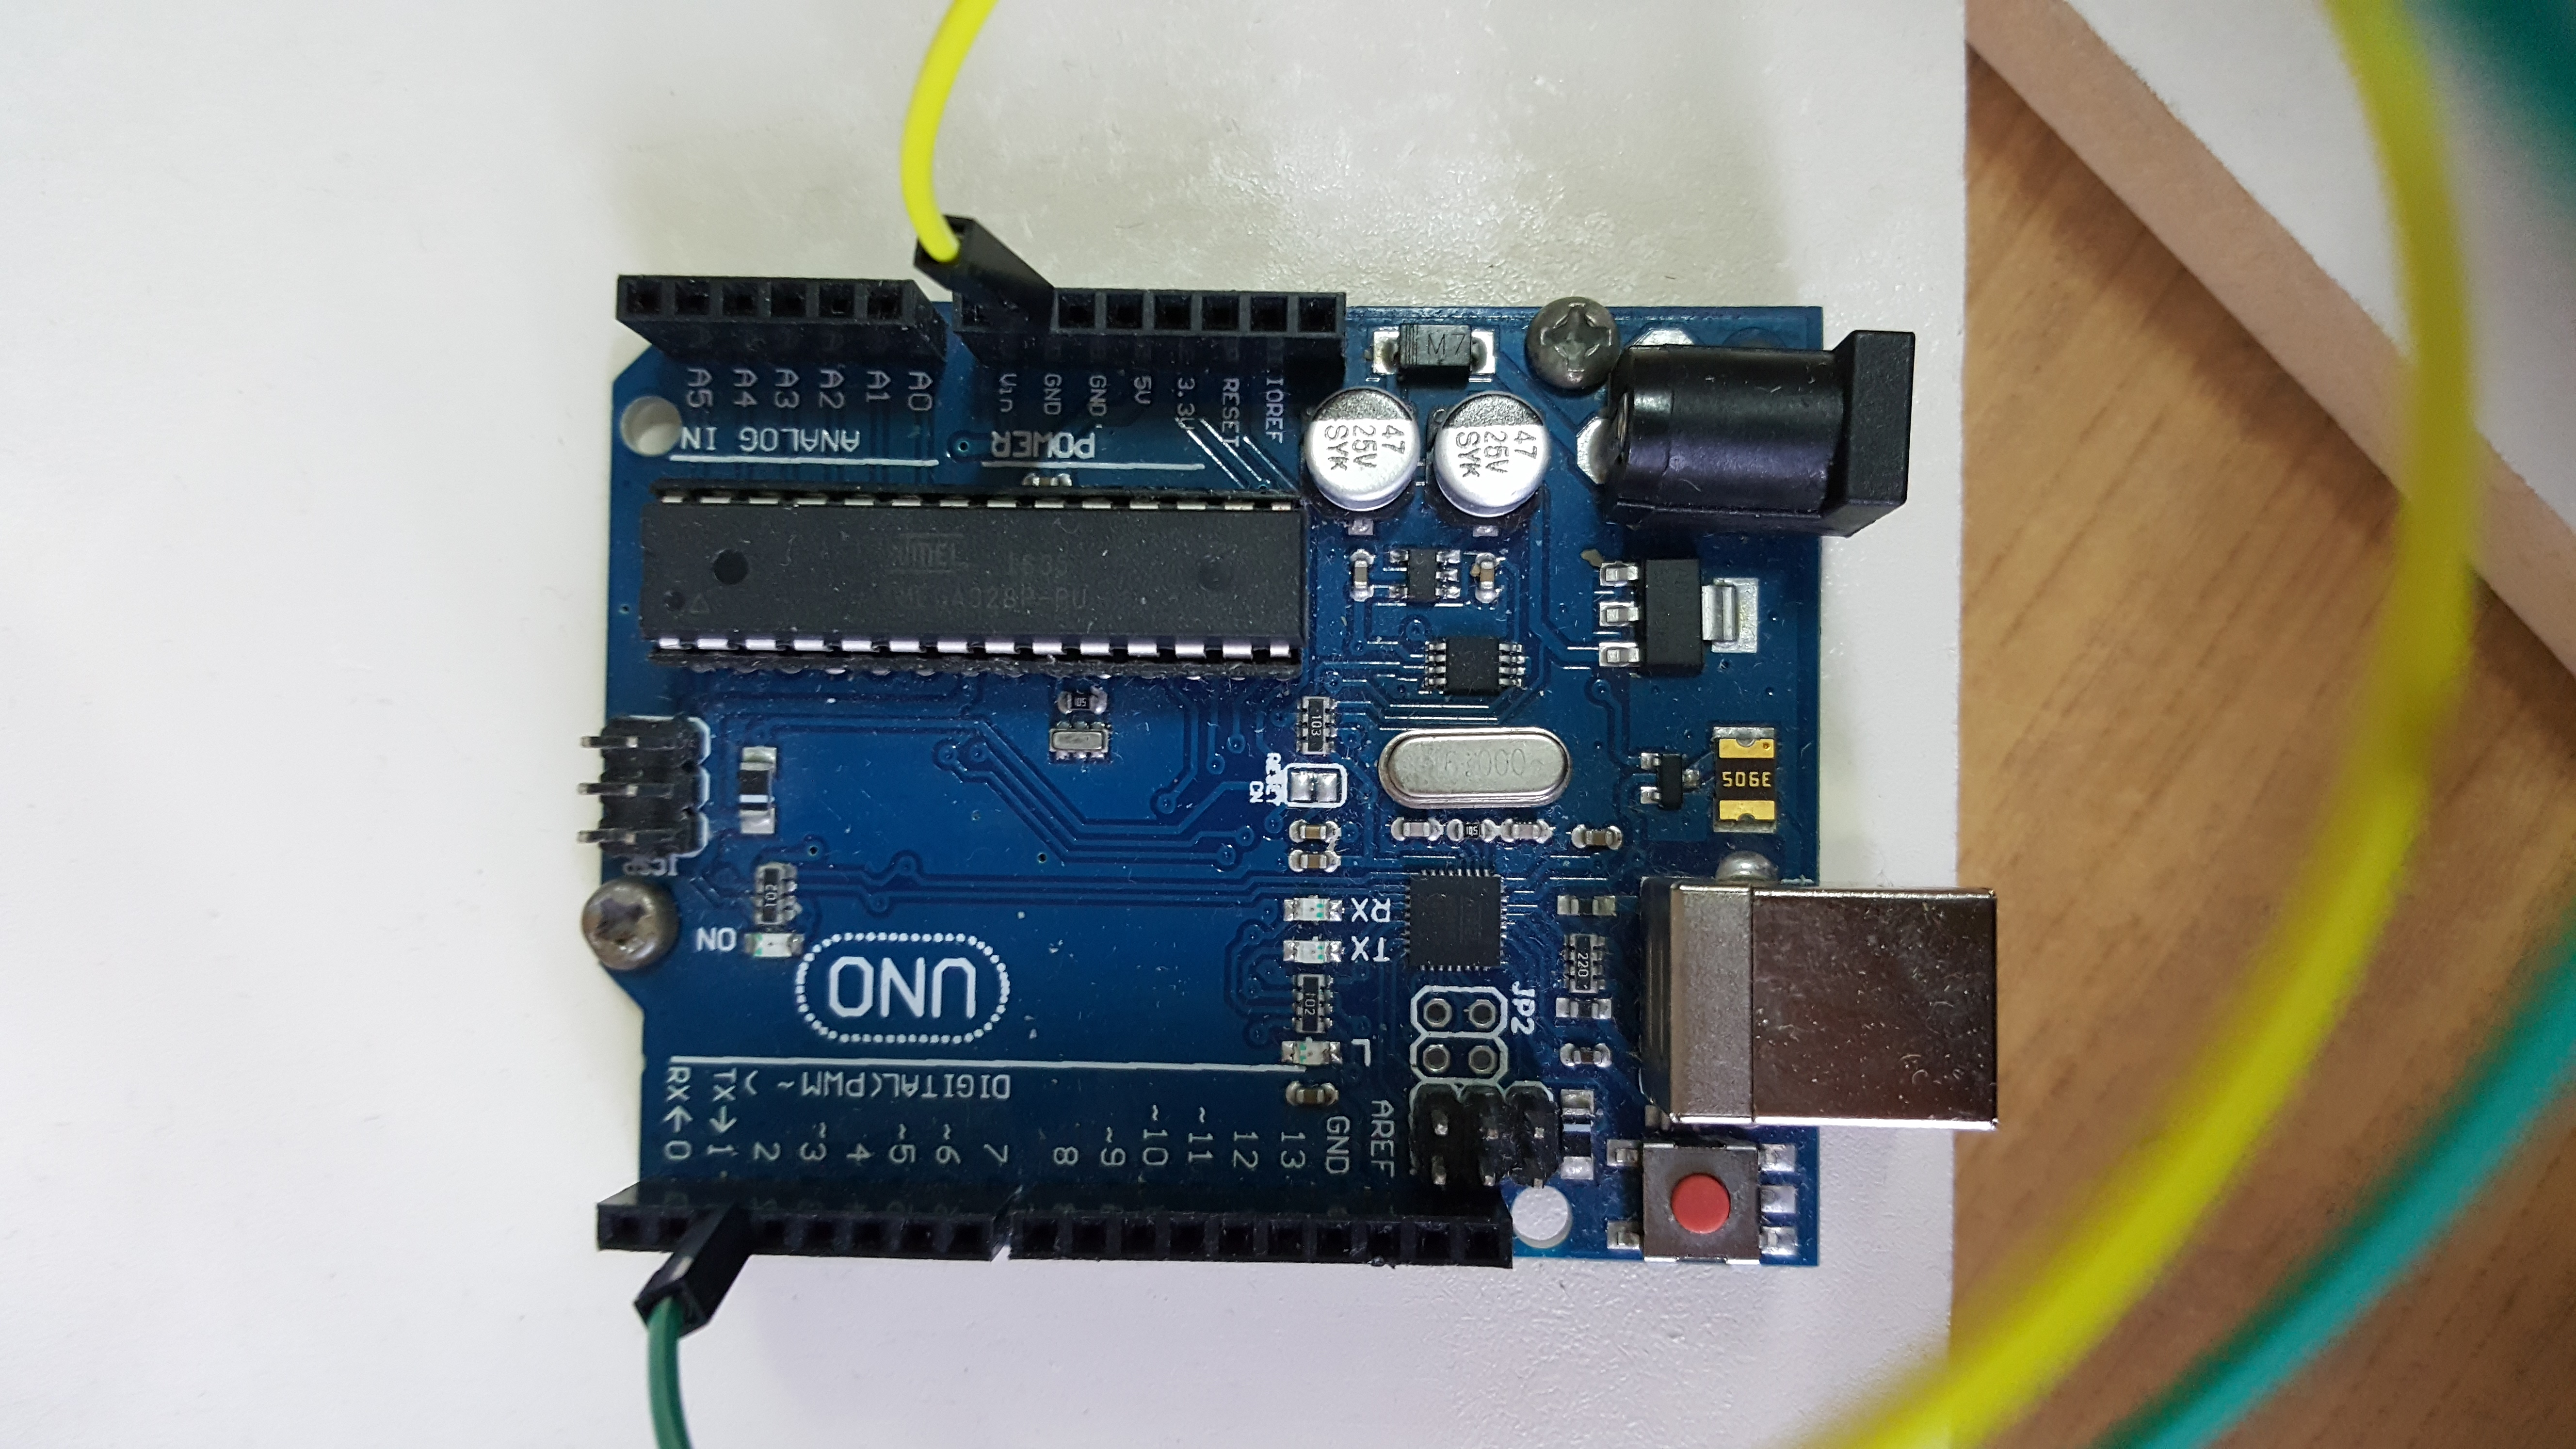 RX←0
TX→1
2
~3
4
~5
~6
7
8
~9
~10
~11
12
13
GND
AREF
DIGITAL(PWM~)
UNO
ON
ICSP
102
L
102
TX
RX
RESET
103
JP2
220
ANALOG IN
A5
A4
A3
A2
A1
A0
POWER
Vin
GND
GND
5V
3.3V
RESET
IOREF
ATMEL
47
25V
SYK
47
25V
SYK
M7
3905